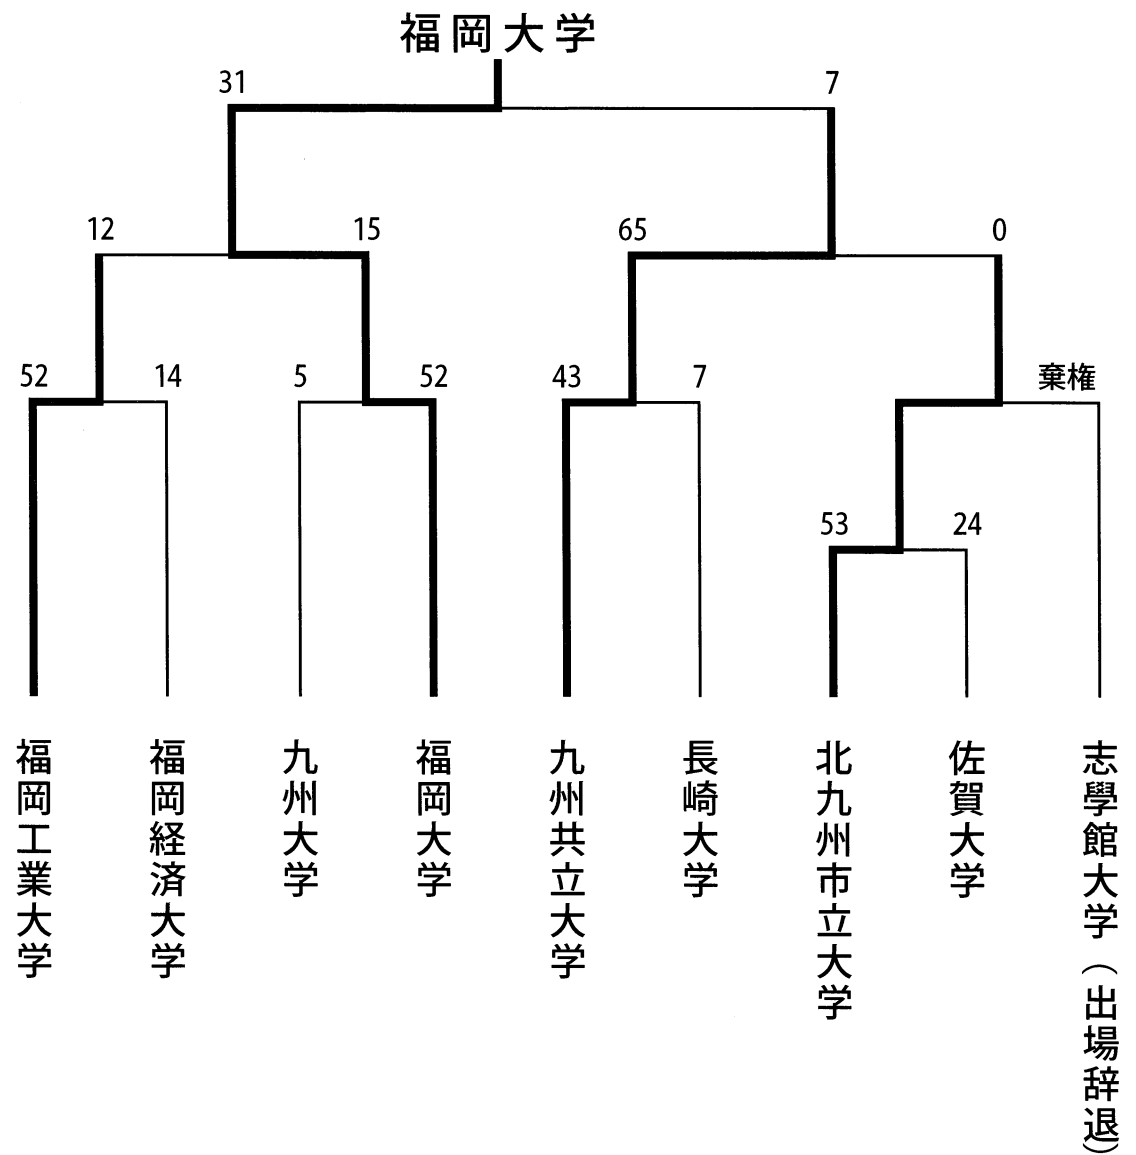 福岡大学
31
7
12
15
65
0
52
14
5
52
43
7
棄権
53
24
福岡工業大学
福岡経済大学
九州大学
福岡大学
九州共立大学
長崎大学
北九州市立大学
佐賀大学
志學館大学（出場辞退）